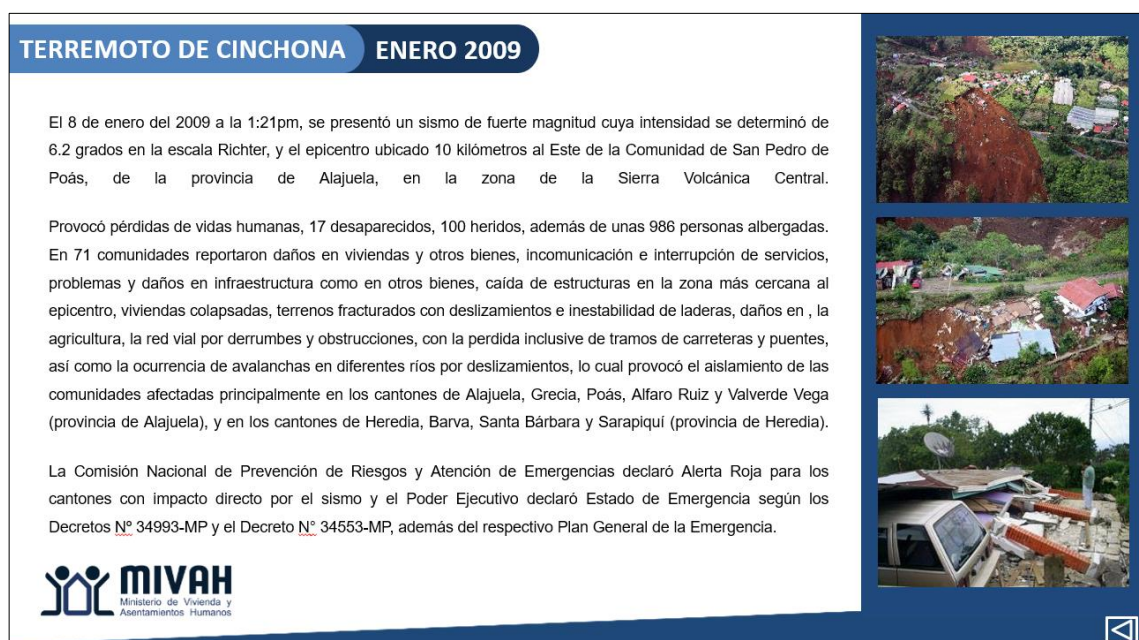 TERREMOTO DE CINCHONA ENERO 2009
El 8 de enero del 2009 a la 1:21pm, se presentó un sismo de fuerte magnitud cuya intensidad se determinó de
6.2 grados en la escala Richter, y el epicentro ubicado 10 kilómetros al Este de la Comunidad de San Pedro de
Poás, de la provincia de Alajuela, en la zona de la Sierra Volcánica Central.
Provocó pérdidas de vidas humanas, 17 desaparecidos, 100 heridos, además de unas 986 personas albergadas.
En 71 comunidades reportaron daños en viviendas y otros bienes, incomunicación e interrupción de servicios,
problemas y daños en infraestructura como en otros bienes, caída de estructuras en la zona más cercana al
epicentro, viviendas colapsadas, terrenos fracturados con deslizamientos e inestabilidad de laderas, daños en , la
agricultura, la red vial por derrumbes y obstrucciones, con la perdida inclusive de tramos de carreteras y puentes,
así como la ocurrencia de avalanchas en diferentes ríos por deslizamientos, lo cual provocó el aislamiento de las
comunidades afectadas principalmente en los cantones de Alajuela, Grecia, Poás, Alfaro Ruiz y Valverde Vega
(provincia de Alajuela), y en los cantones de Heredia, Barva, Santa Bárbara y Sarapiquí (provincia de Heredia).
La Comisión Nacional de Prevención de Riesgos y Atención de Emergencias declaró Alerta Roja para los
cantones con impacto directo por el sismo y el Poder Ejecutivo declaró Estado de Emergencia según los
Decretos Nº 34993-MP y el Decreto N° 34553-MP, además del respectivo Plan General de la Emergencia.
MIVAH
Ministerio de Vivienda y
Asentamientos Humanos